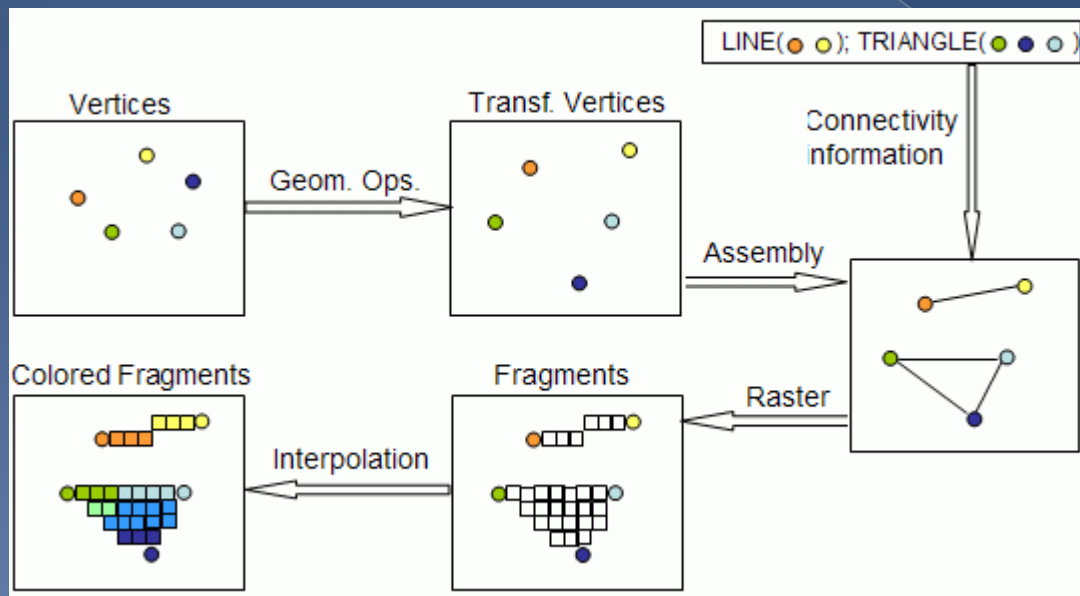 LINE( ); TRIANGLE( )
Vertices
Transf. Vertices
Connectivity
information
Geom. Ops.
Assembly
Colored Fragments
Fragments
Raster
Interpolation